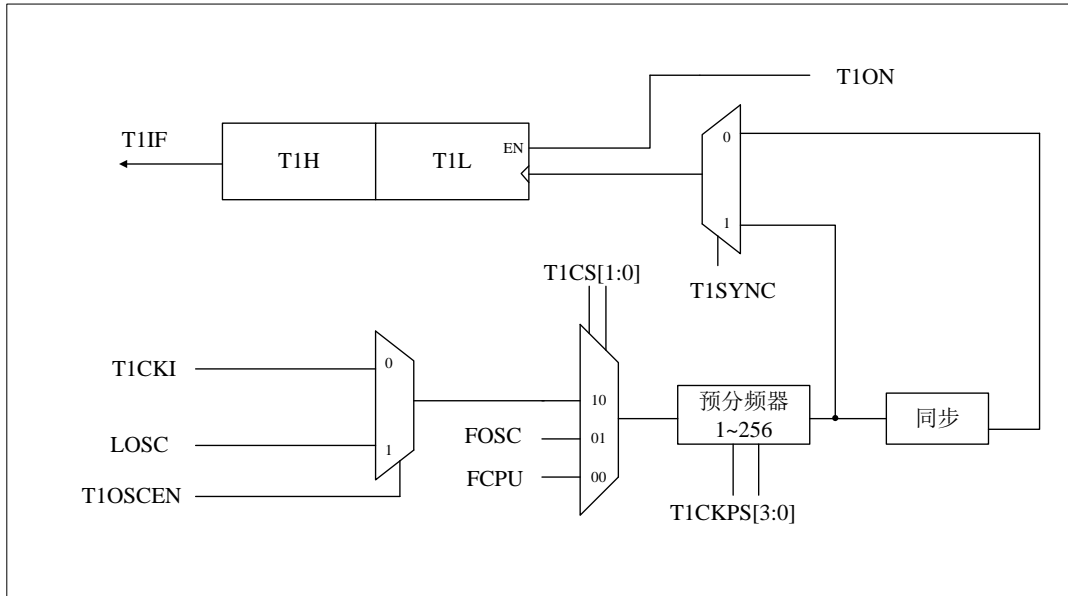 T1ON
T1IF
T1H
T1L
EN
0
1
T1SYNC
T1CS[1:0]
T1CKI
0
LOSC
1
T1OSCEN
10
FOSC
01
FCPU
00
预分频器
1~256
同步
T1CKPS[3:0]